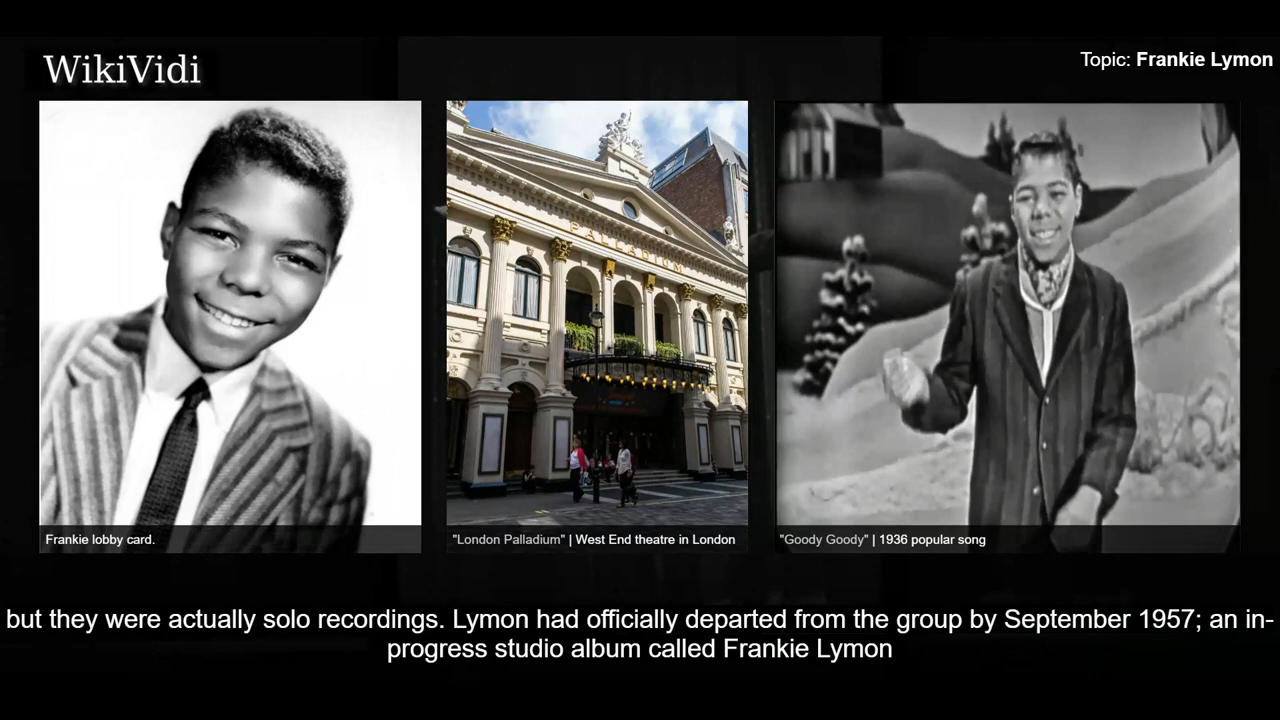 WikiVidi
Topic: Frankie Lymon
PALLADIUM
Frankie lobby card.
"London Palladium" | West End theatre in London
"Goody Goody" | 1936 popular song
but they were actually solo recordings. Lymon had officially departed from the group by September 1957; an in-
progress studio album called Frankie Lymon